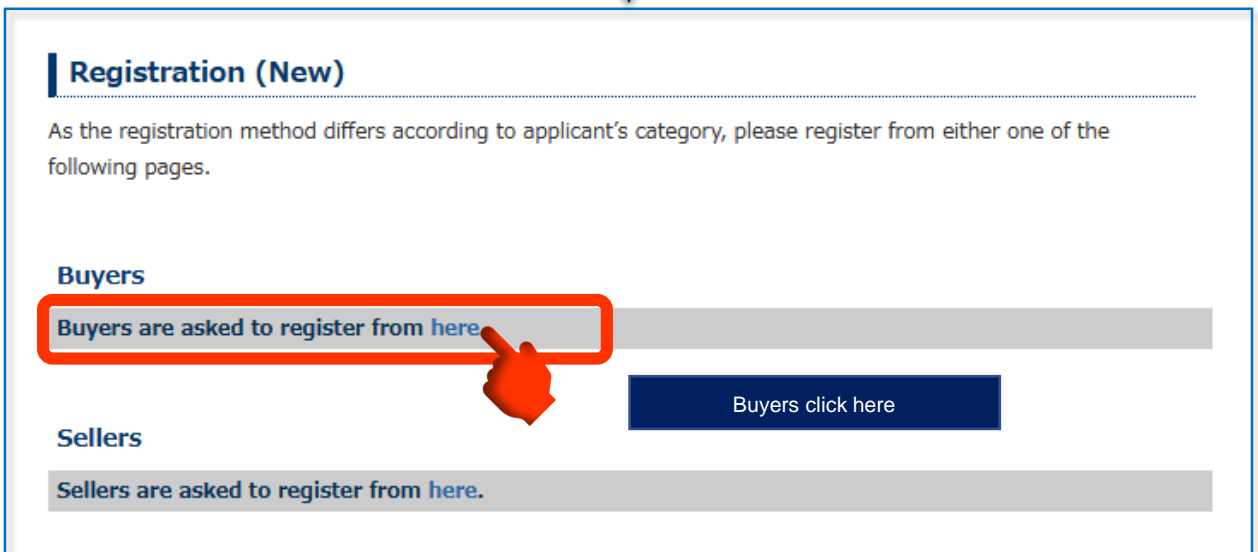 Registration (New)
As the registration method differs according to applicant’s category, please register from either one of the
following pages.
Buyers
Buyers are asked to register from here
Buyers click here
Sellers
Sellers are asked to register from here.